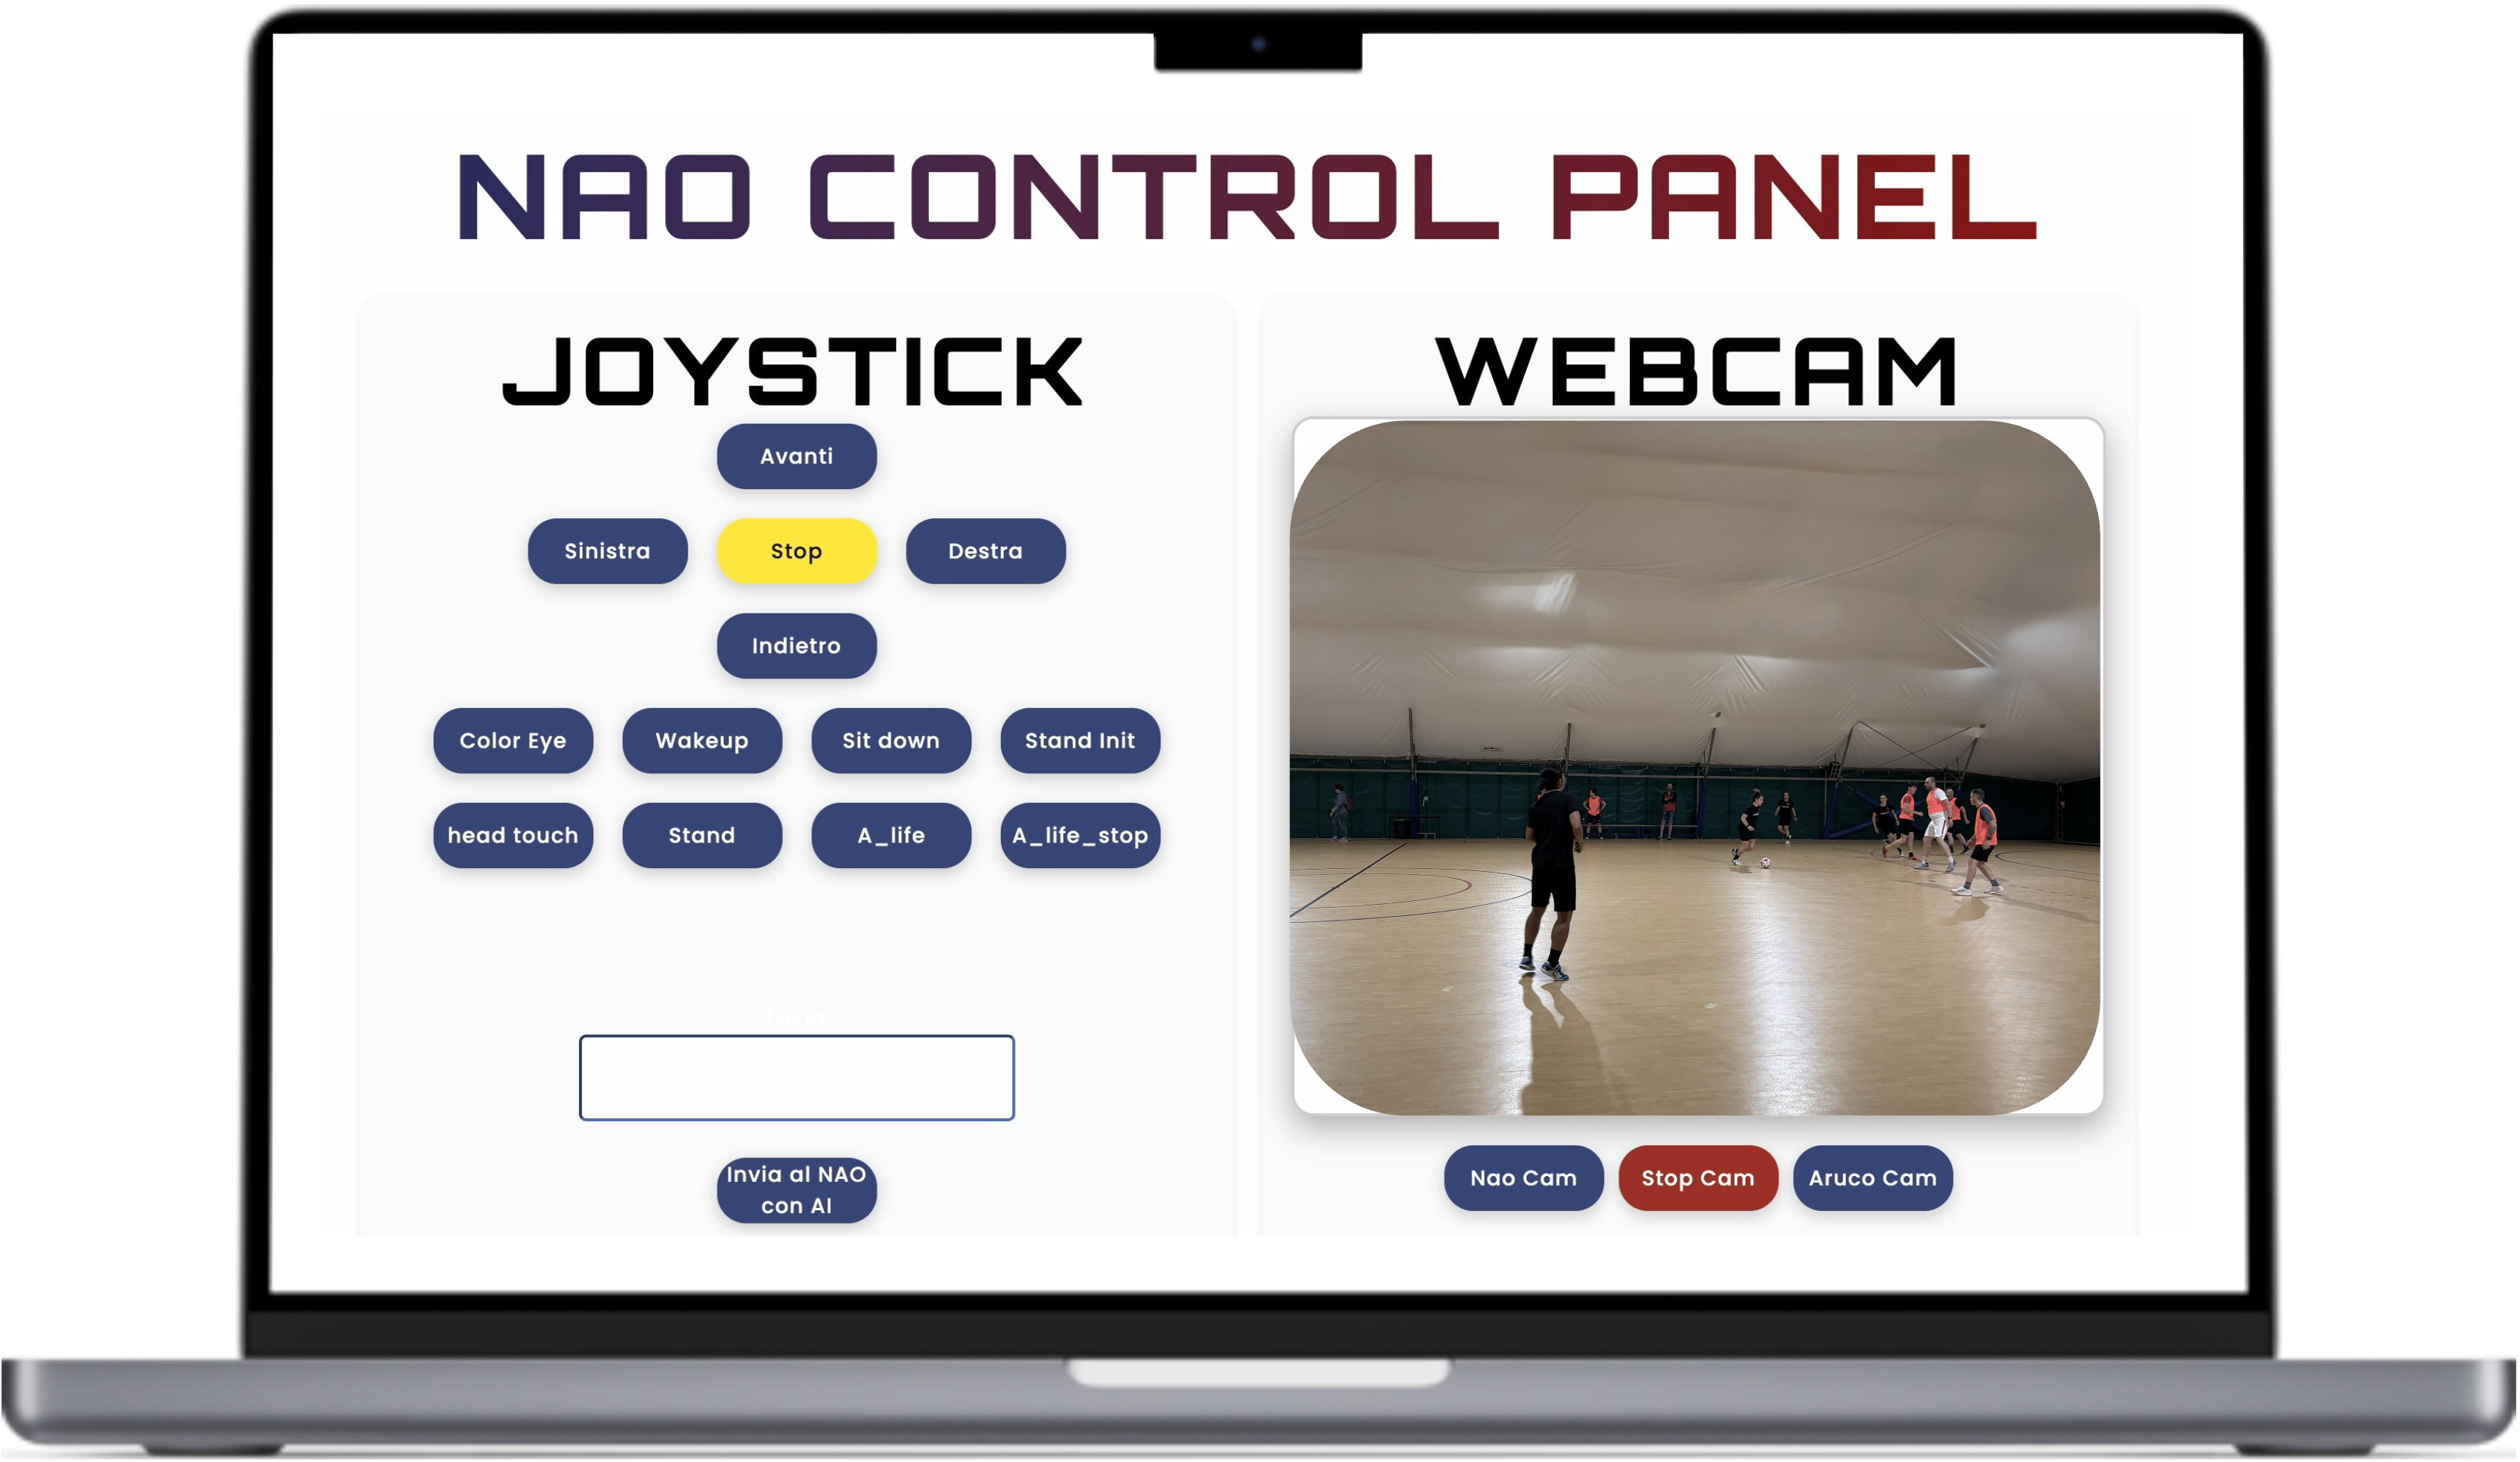 NAO CONTROL PANEL
JOYSTICK
Avanti
Sinistra Stop Destra
Indietro
Color Eye Wakeup Sit down Stand Init
head touch Stand A_life A_life_stop
Testo:
Invia al NAO
con AI
WEBCAM
Nao Cam Stop Cam Aruco Cam